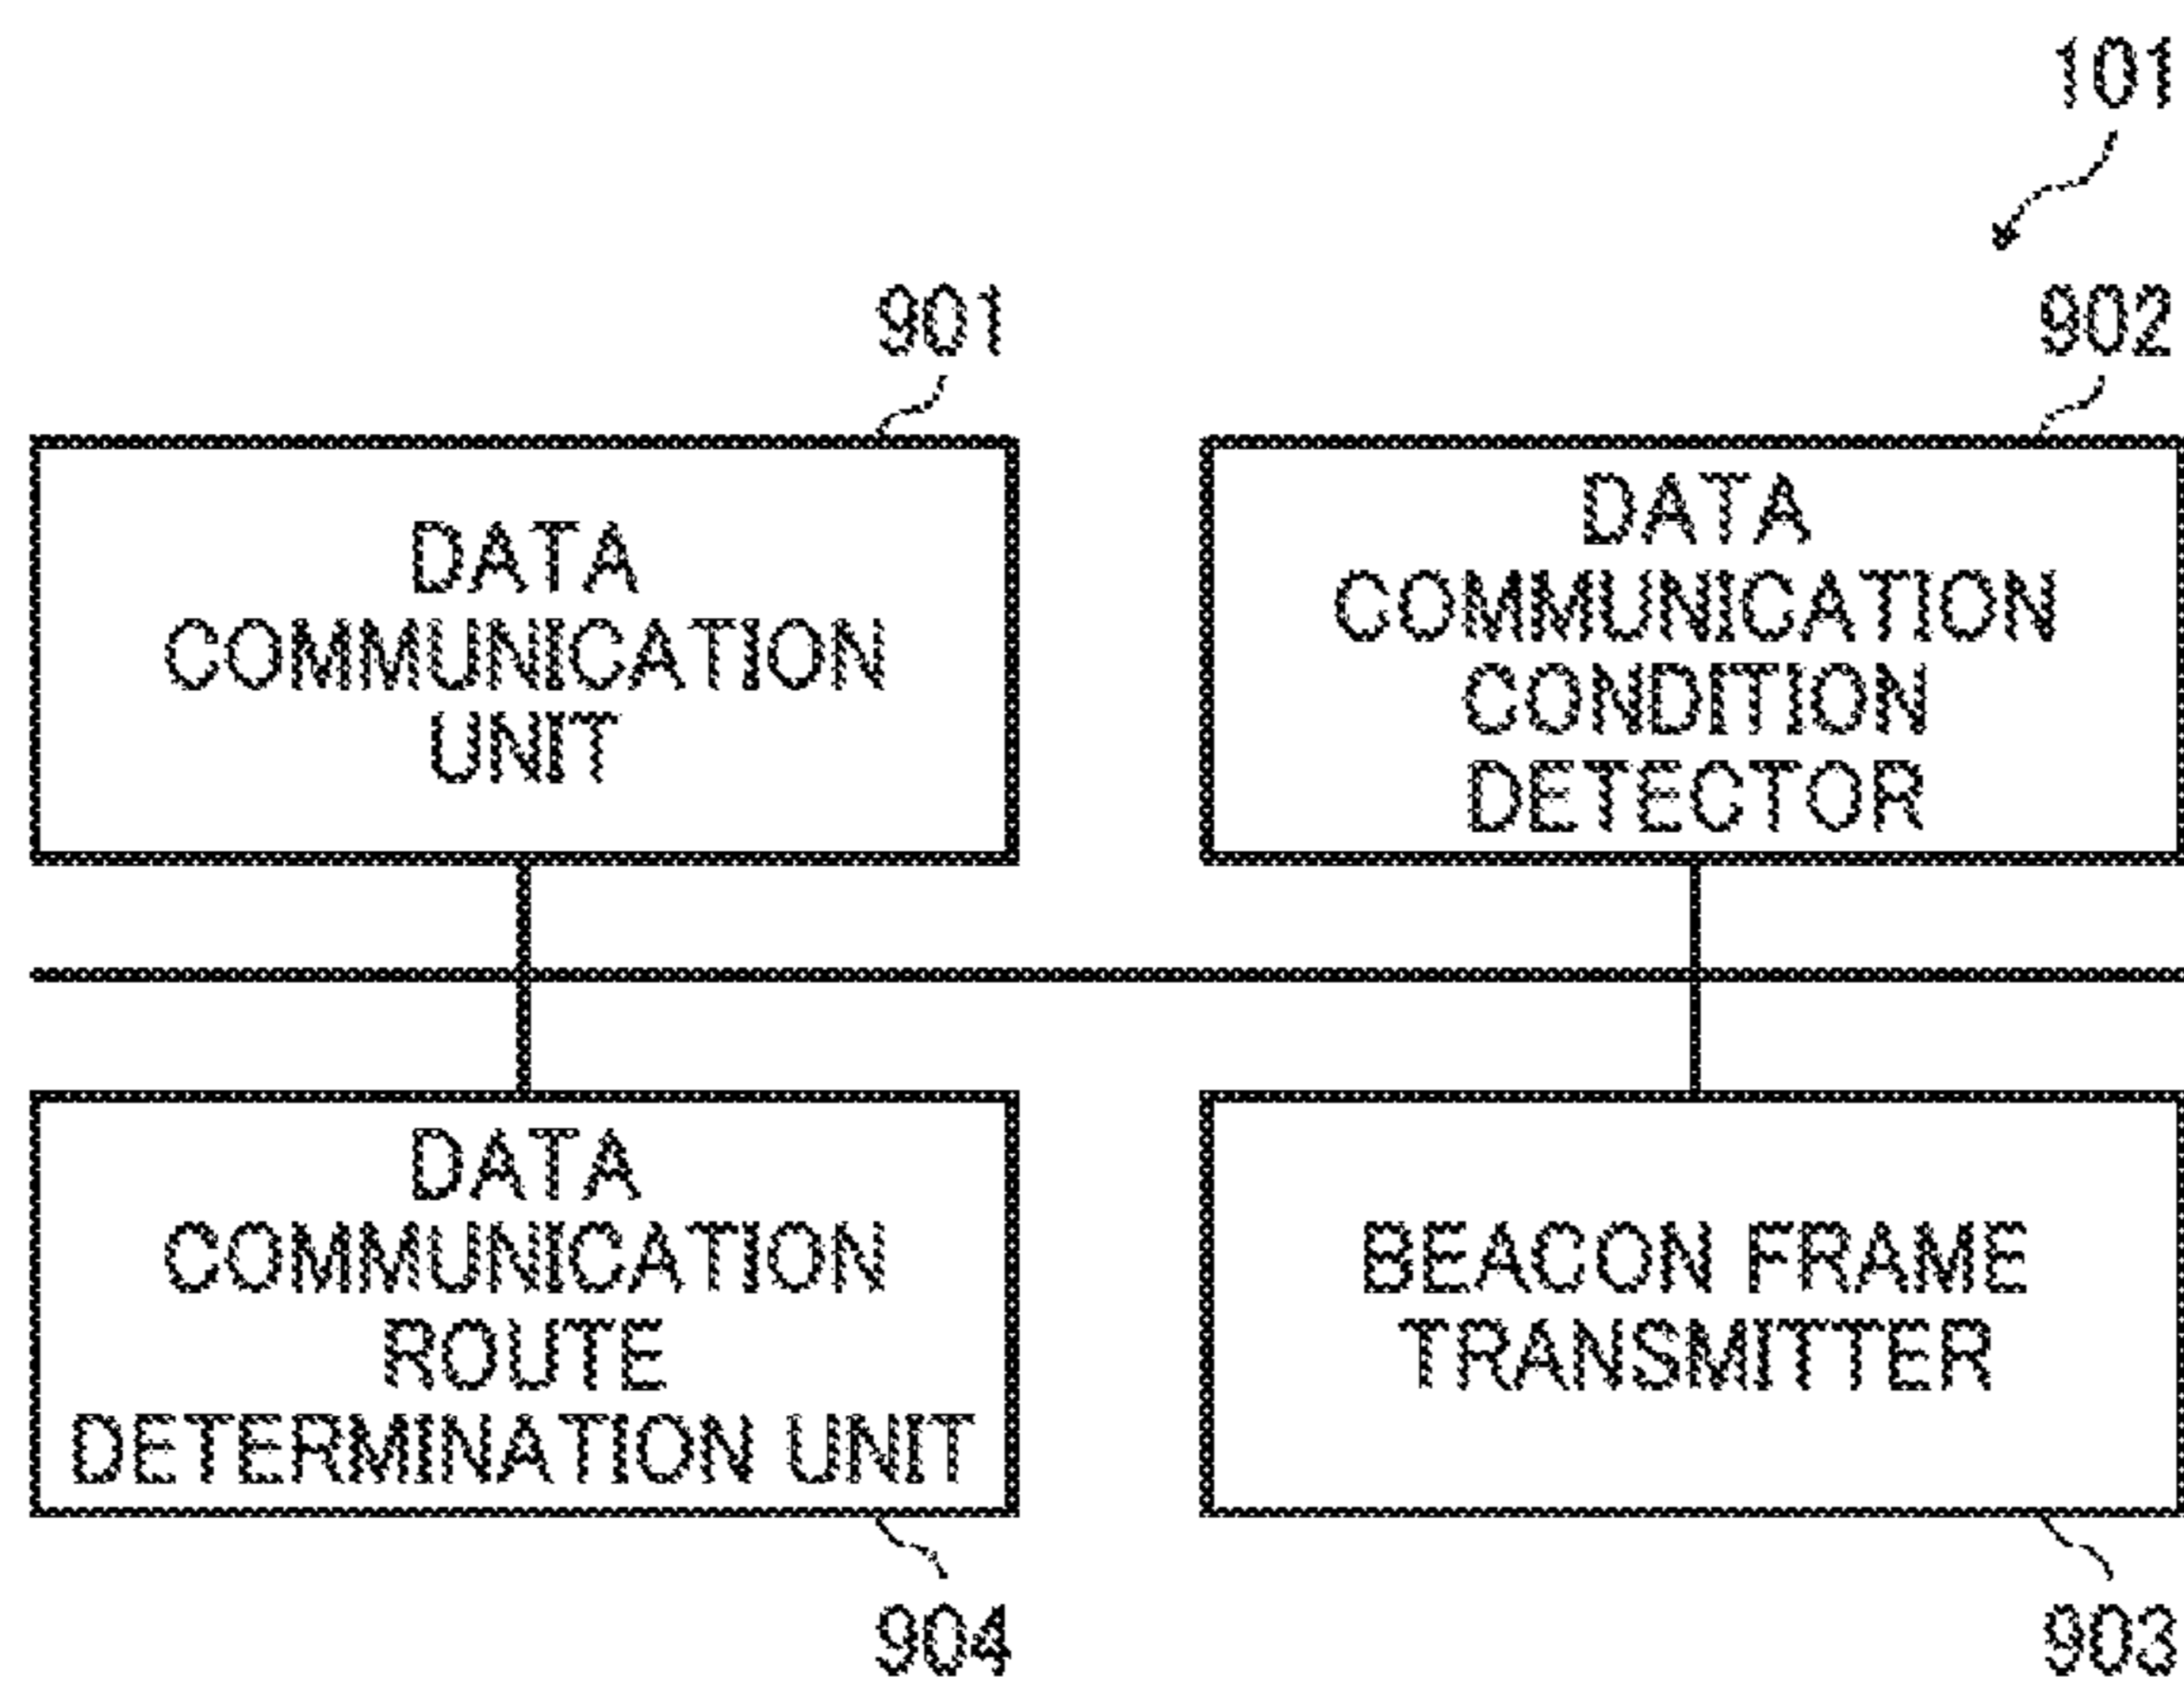 101
901
902
DATA
COMMUNICATION
UNIT
DATA
COMMUNICATION
CONDITION
DETECTOR
DATA
COMMUNICATION
ROUTE
DETERMINATION UNIT
BEACON FRAME
TRANSMITTER
904
903